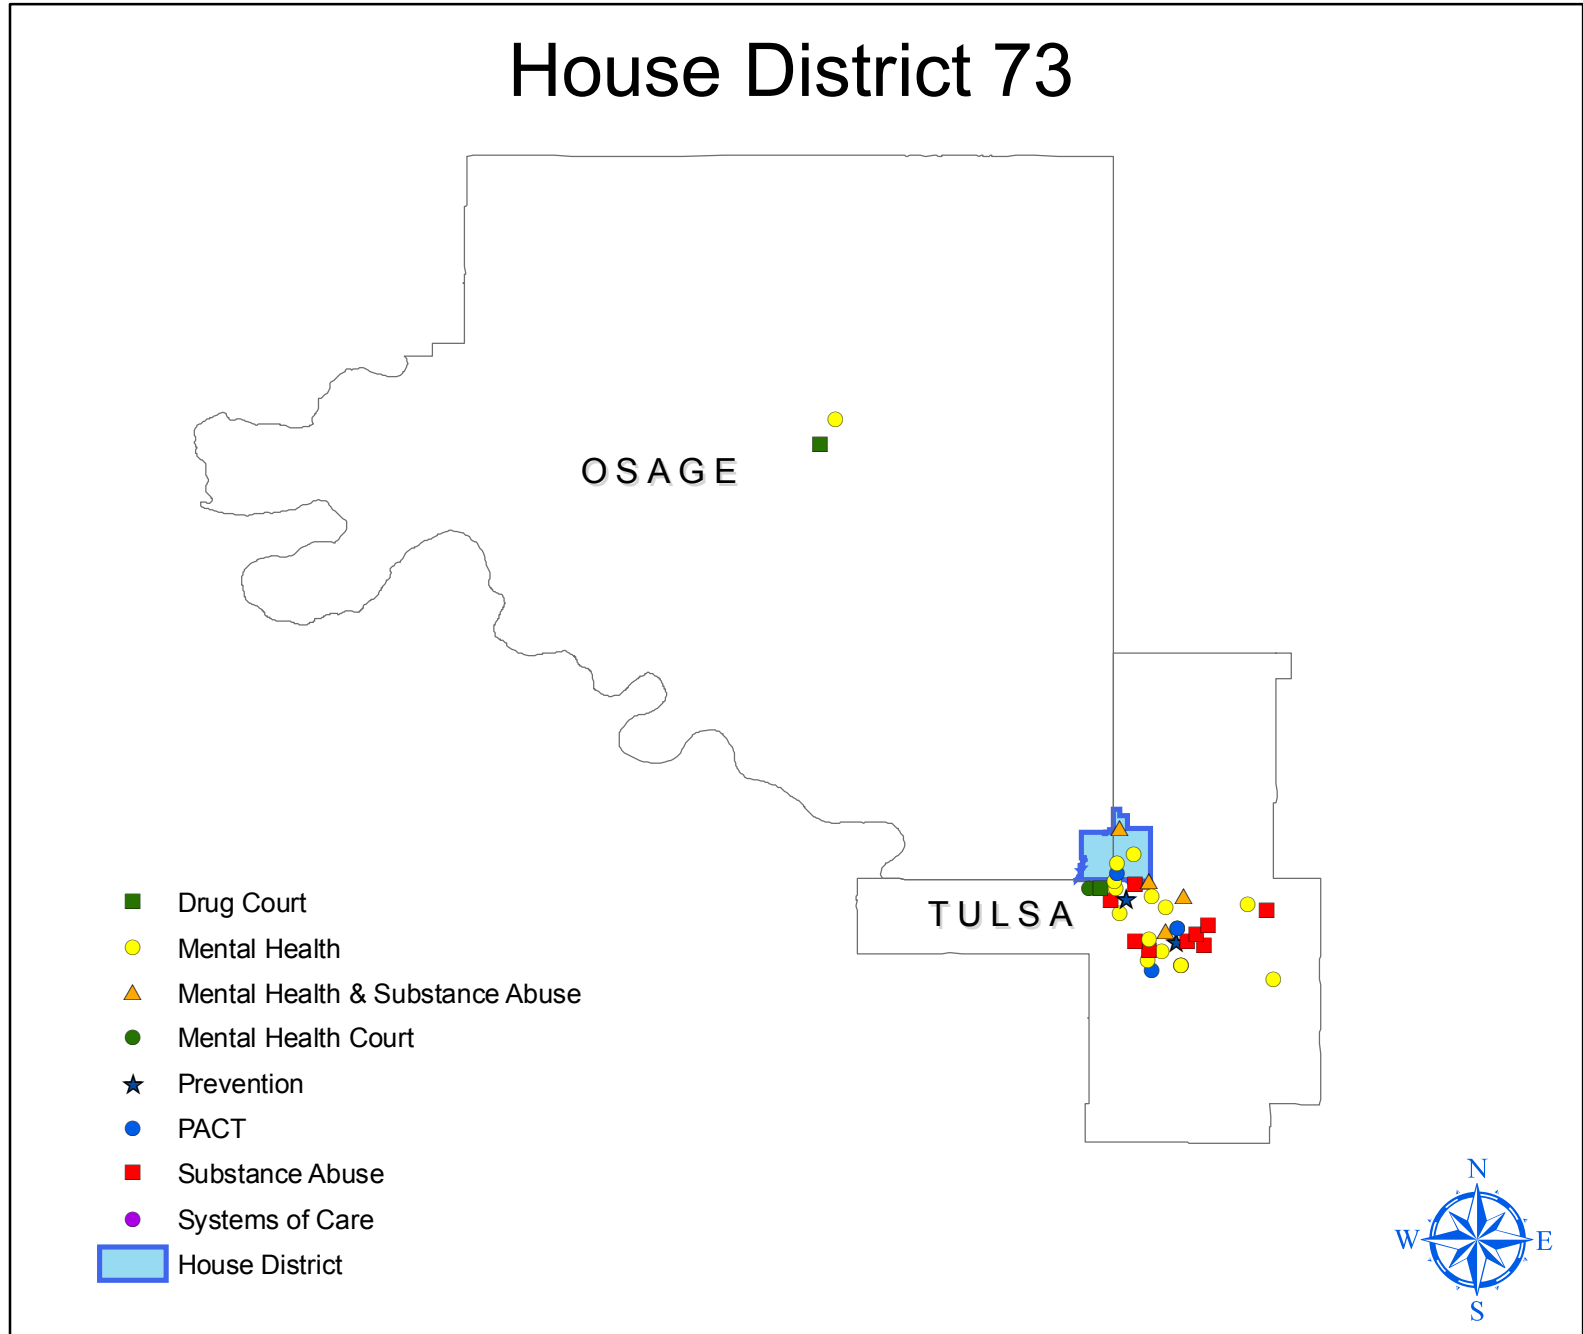 House District 73
OSAGE
TULSA
Drug Court
Mental Health
Mental Health & Substance Abuse
Mental Health Court
Prevention
PACT
Substance Abuse
Systems of Care
House District
N
W E
S